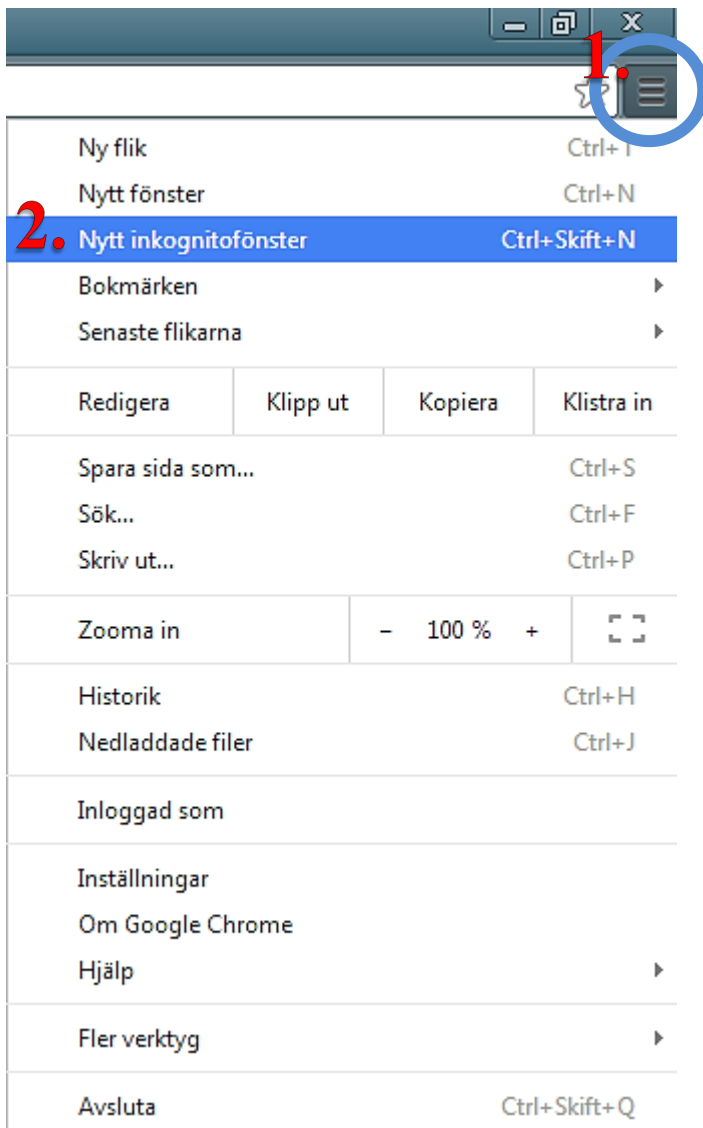 1.
Ny flik Ctrl+T
Nytt fönster Ctrl+N
2. Nytt inkognitofönster Ctrl+Skift+N
Bokmärken
Senaste flikarna
Redigera Klipp ut Kopiera Klistra in
Spara sida som... Ctrl+S
Sök... Ctrl+F
Skriv ut... Ctrl+P
Zooma in - 100 % +
Historik Ctrl+H
Nedladdade filer Ctrl+J
Inloggad som
Inställningar
Om Google Chrome
Hjälp
Fler verktyg
Avsluta Ctrl+Skift+Q